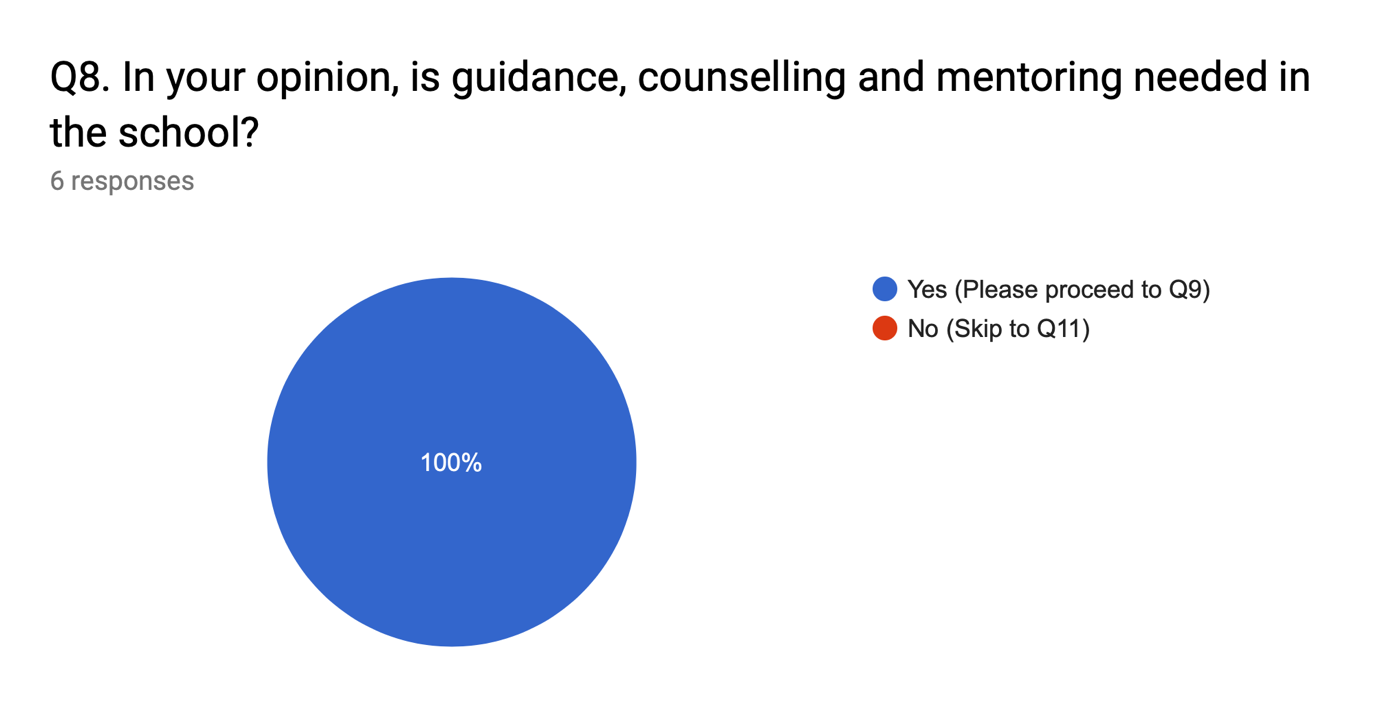 Q8. In your opinion, is guidance, counselling and mentoring needed in
the school?
6 responses
Yes (Please proceed to Q9)
No (Skip to Q11)
100%